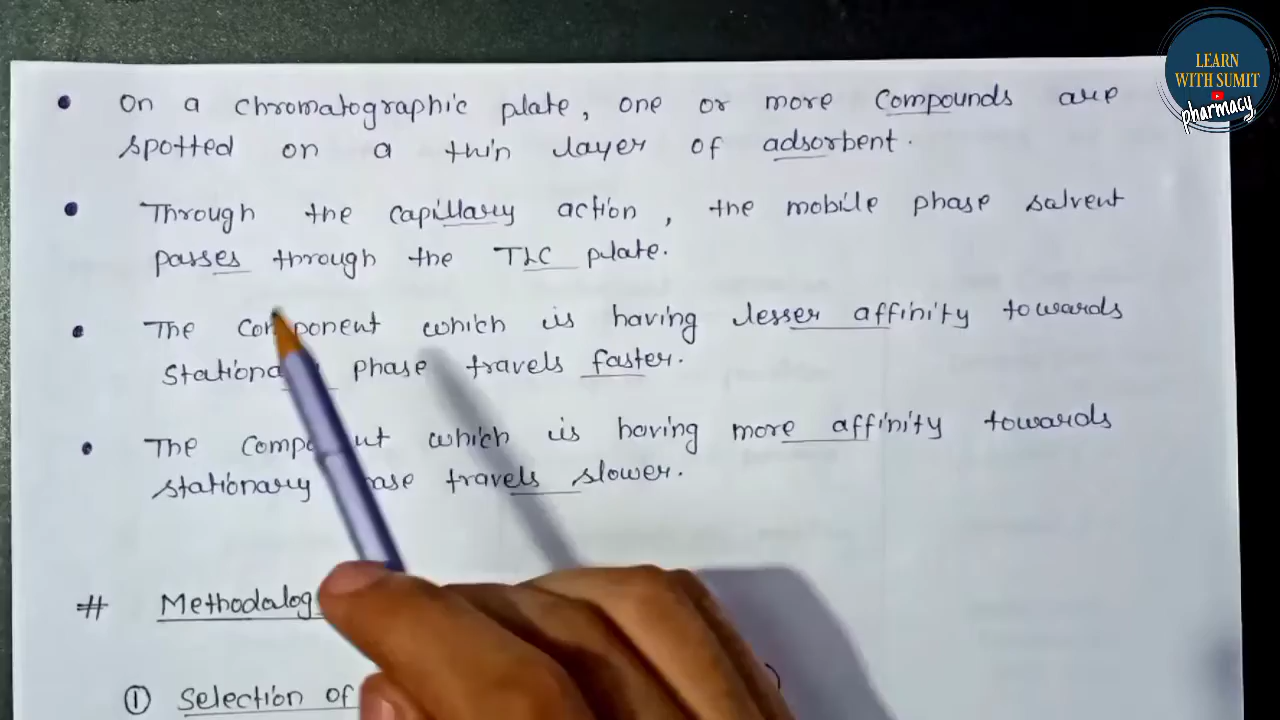 LEARN
WITH SUMIT
pharmacy
• On a chromatographic plate, one or more compounds are
spotted on a thin layer of adsorbent.
• Through the capillary action, the mobile phase solvent
passes through the TLC plate.
• The component which is having lesser affinity towards
stationary phase travels faster.
• The component which is having more affinity towards
stationary phase travels slower.
# Methodolog
① Selection of